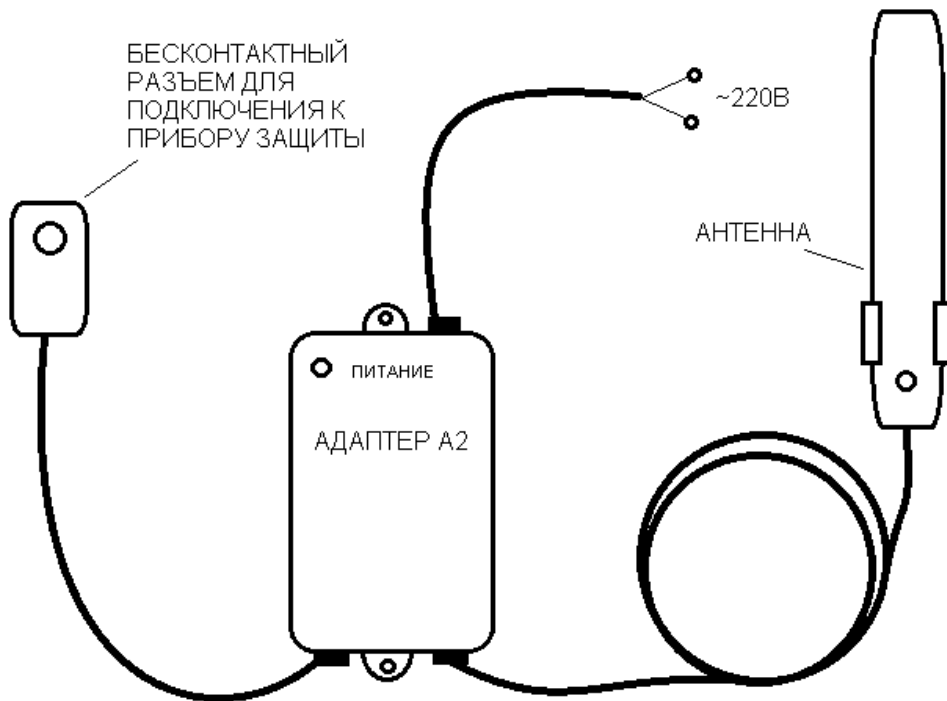 БЕСКОНТАКТНЫЙ
РАЗЪЕМ ДЛЯ
ПОДКЛЮЧЕНИЯ К
ПРИБОРУ ЗАЩИТЫ
~220В
АНТЕННА
ПИТАНИЕ
АДАПТЕР А2